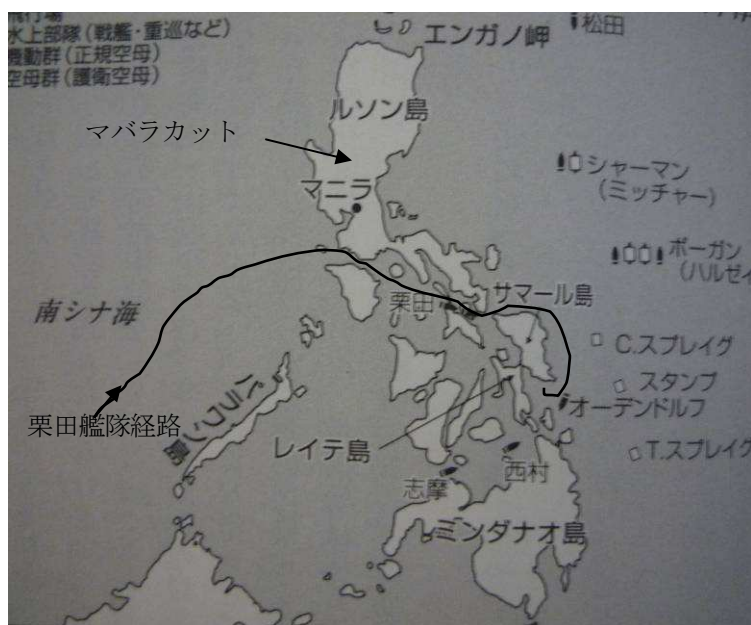 水上部隊(戦艦・重巡など)
機動群(正規空母)
空母群(護衛空母)
エンガノ岬
松田
ルソン島
マバラカット
マニラ
シャーマン
(ミッチャー)
ボーガン
(ハルゼイ
サマール島
栗田
南シナ海
C.スプレイグ
スタンプ
オーデンドルフ
栗田艦隊経路
パラワン島
レイテ島
T.スプレイグ
西村
志摩
ミンダナオ島